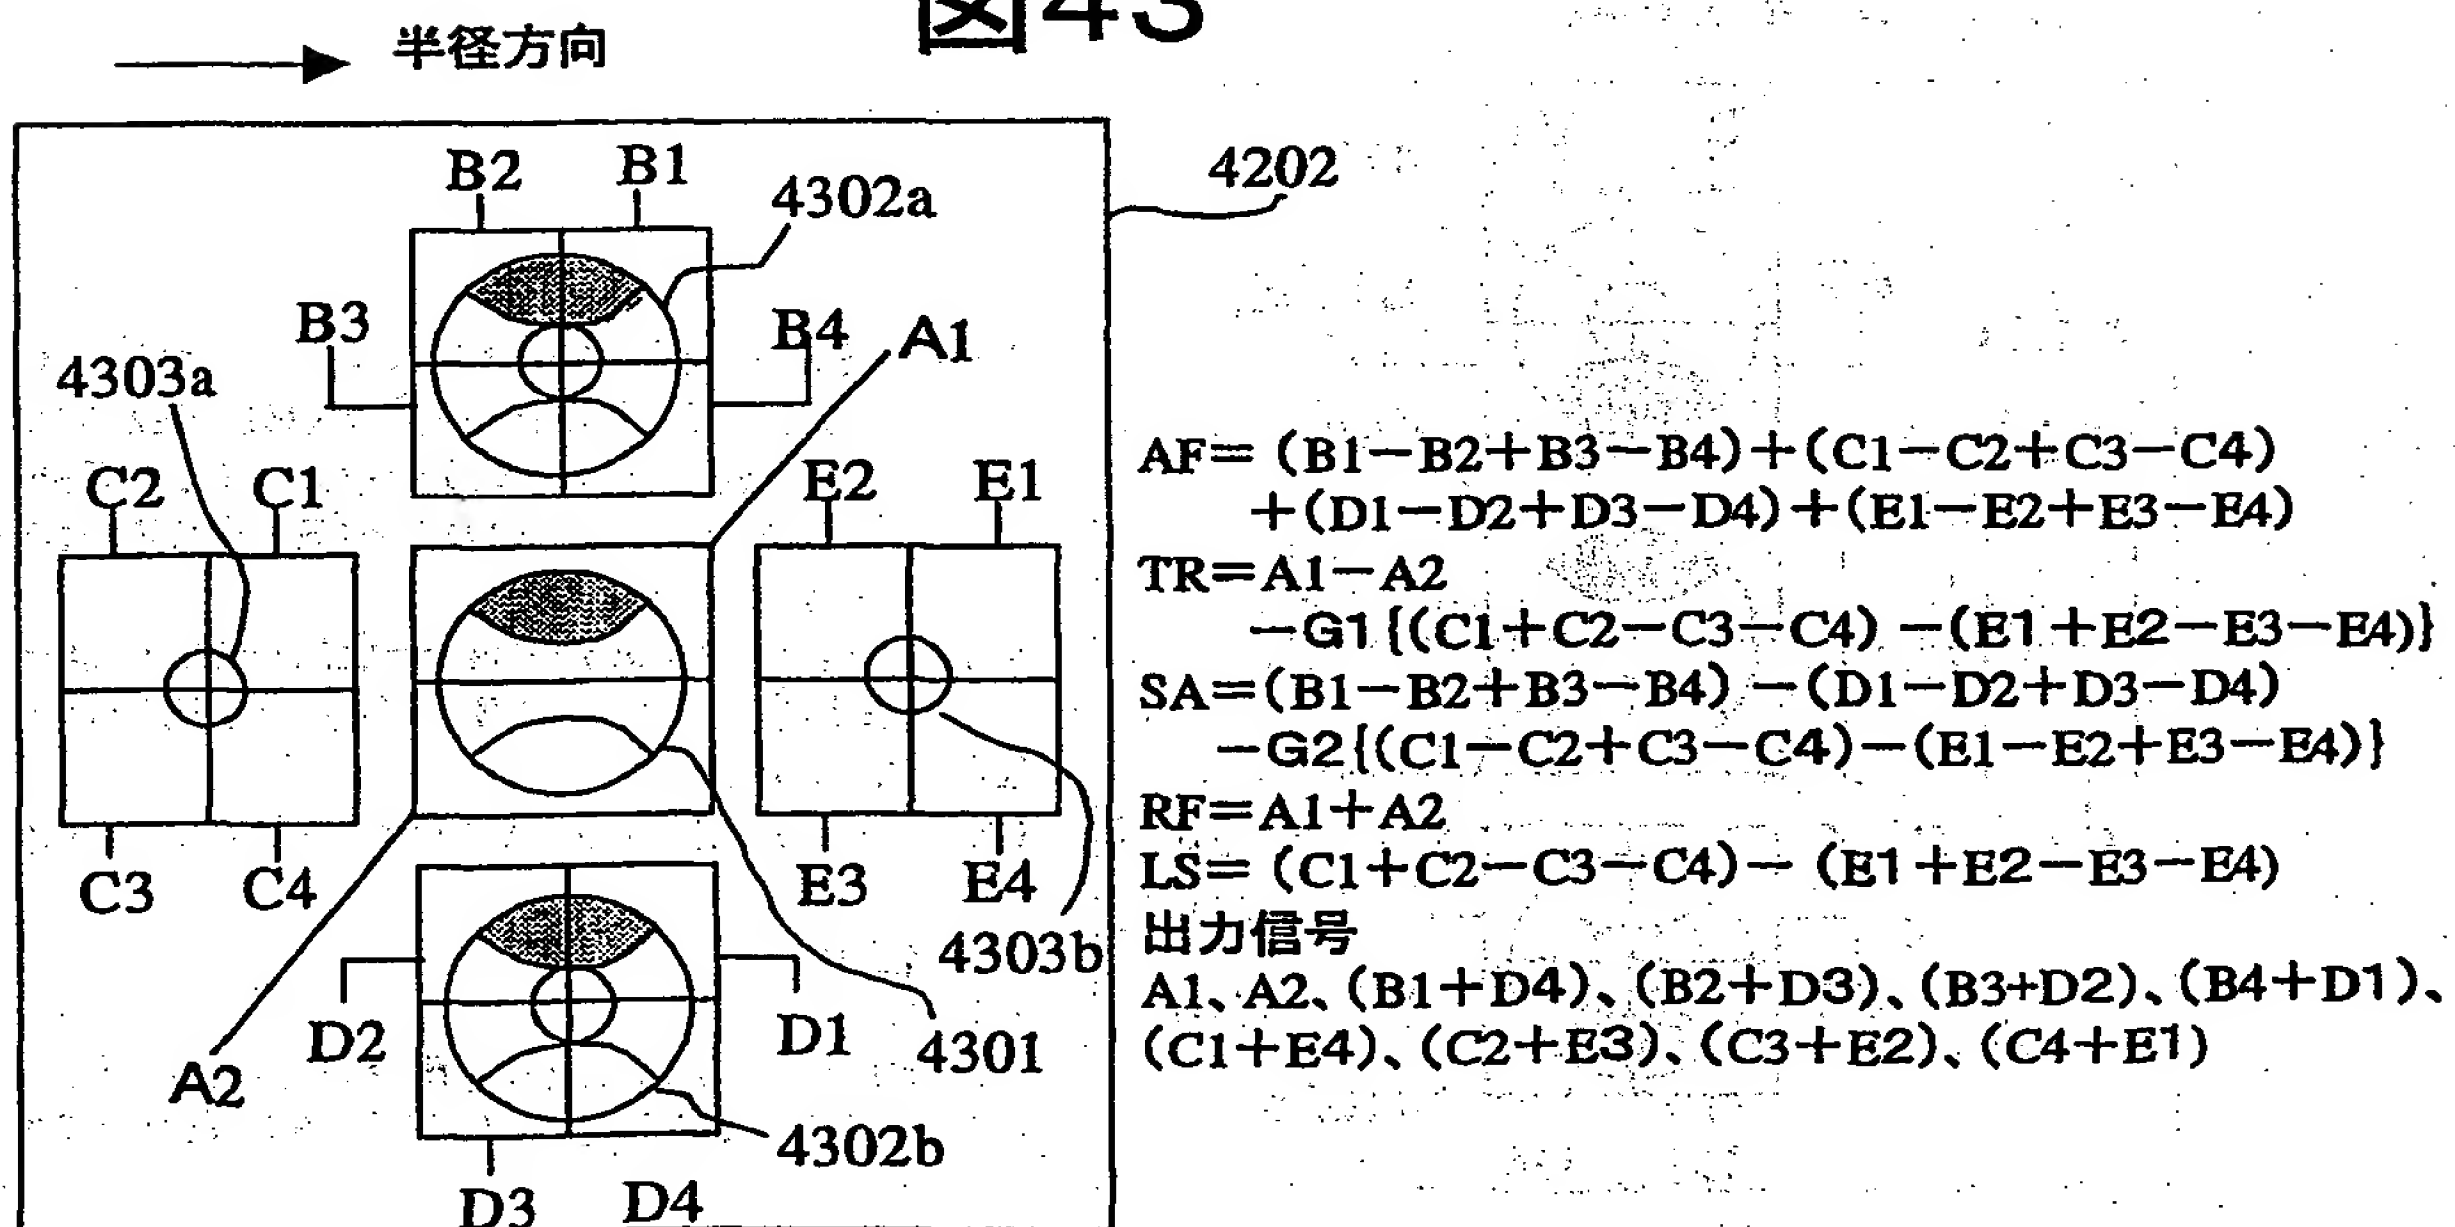 図43
半径方向
B2 B1
4302a
4202
B3
B4
A1
4303a
C2 C1
E2 E1
C3 C4
E3 E4
4303b
D2
D1
4301
A2
4302b
D3 D4
AF=(B1−B2+B3−B4)+(C1−C2+C3−C4)
+(D1−D2+D3−D4)+(E1−E2+E3−E4)
TR=A1−A2
−G1{(C1+C2−C3−C4)−(E1+E2−E3−E4)}
SA=(B1−B2+B3−B4)−(D1−D2+D3−D4)
−G2{(C1−C2+C3−C4)−(E1−E2+E3−E4)}
RF=A1+A2
LS=(C1+C2−C3−C4)−(E1+E2−E3−E4)
出力信号
A1、A2、(B1+D4)、(B2+D3)、(B3+D2)、(B4+D1)、
(C1+E4)、(C2+E3)、(C3+E2)、(C4+E1)